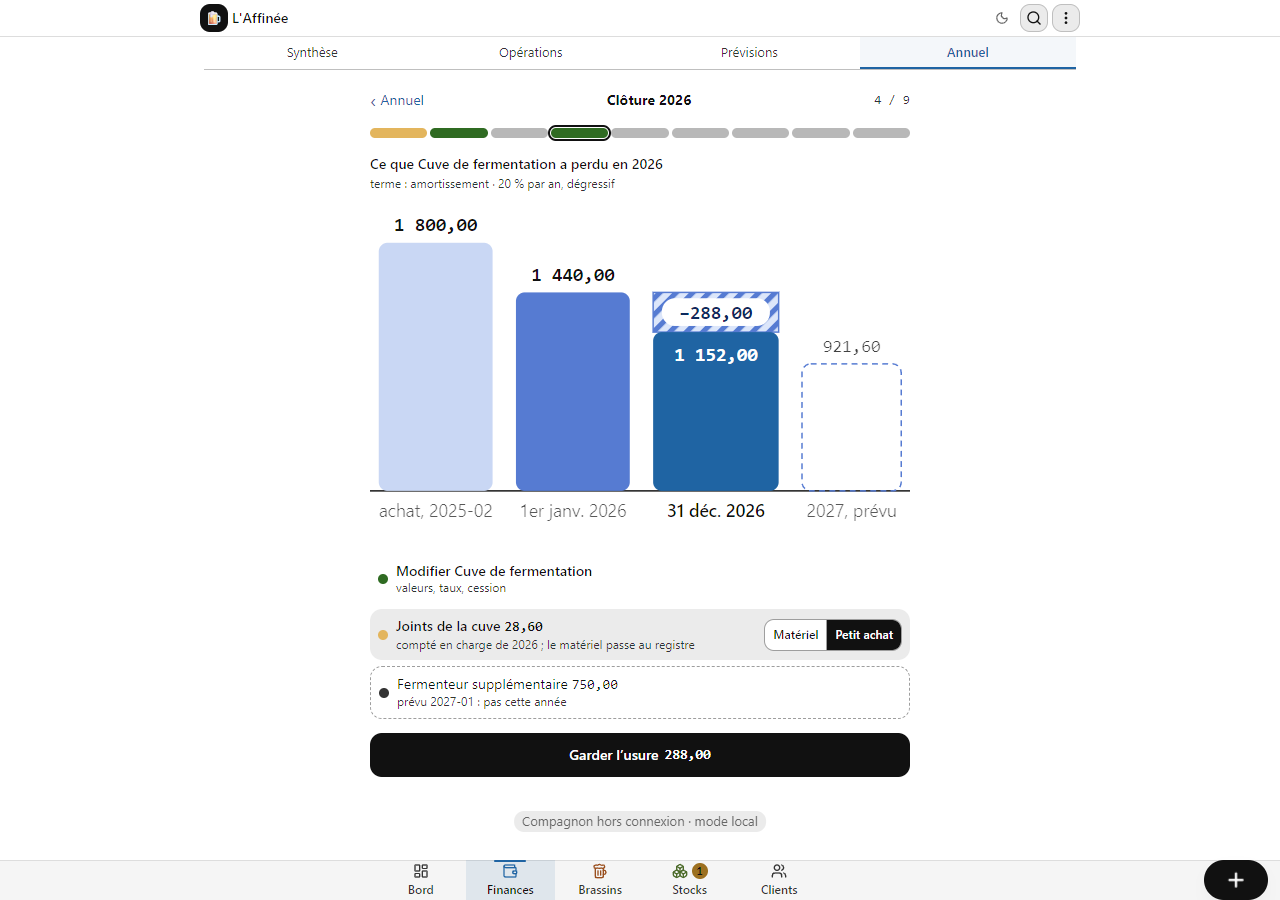 L'Affinée
Synthèse
Opérations
Prévisions
Annuel
‹ Annuel
Clôture 2026
4 / 9
Ce que Cuve de fermentation a perdu en 2026
terme : amortissement · 20 % par an, dégressif
1 800,00
1 440,00
−288,00
1 152,00
921,60
achat, 2025-02
1er janv. 2026
31 déc. 2026
2027, prévu
Modifier Cuve de fermentation
valeurs, taux, cession
Joints de la cuve 28,60
compté en charge de 2026 ; le matériel passe au registre
Matériel
Petit achat
Fermenteur supplémentaire 750,00
prévu 2027-01 : pas cette année
Garder l’usure 288,00
Compagnon hors connexion · mode local
Bord
Finances
Brassins
1
Stocks
Clients